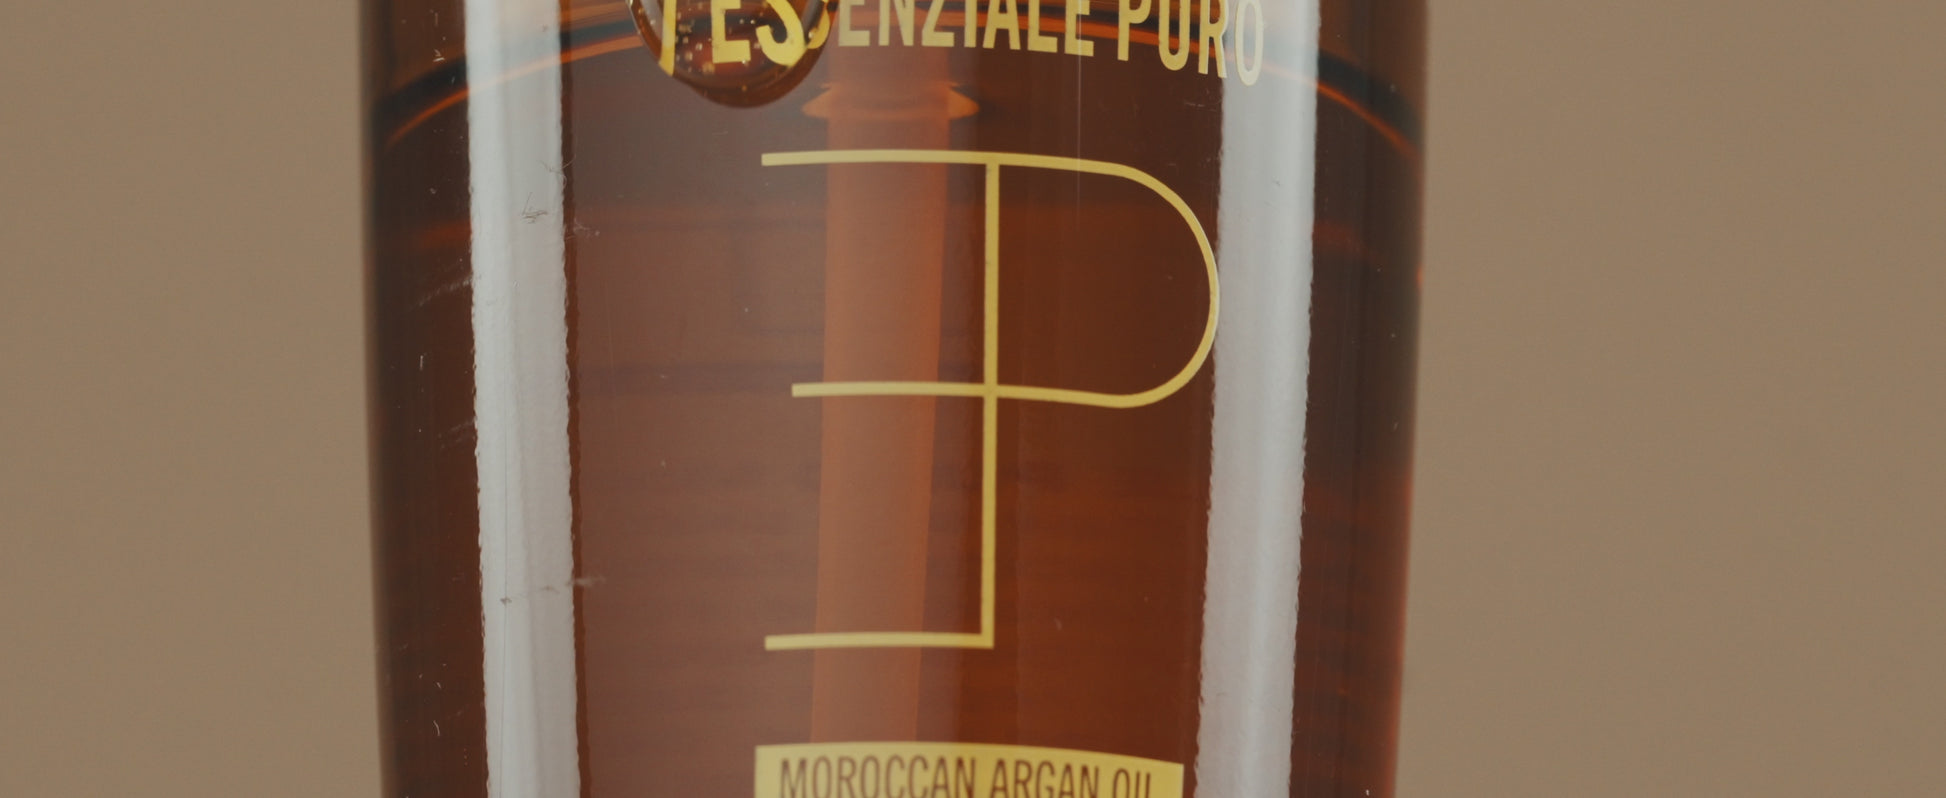 ESSENZIALE PURO
MOROCCAN ARGAN OIL